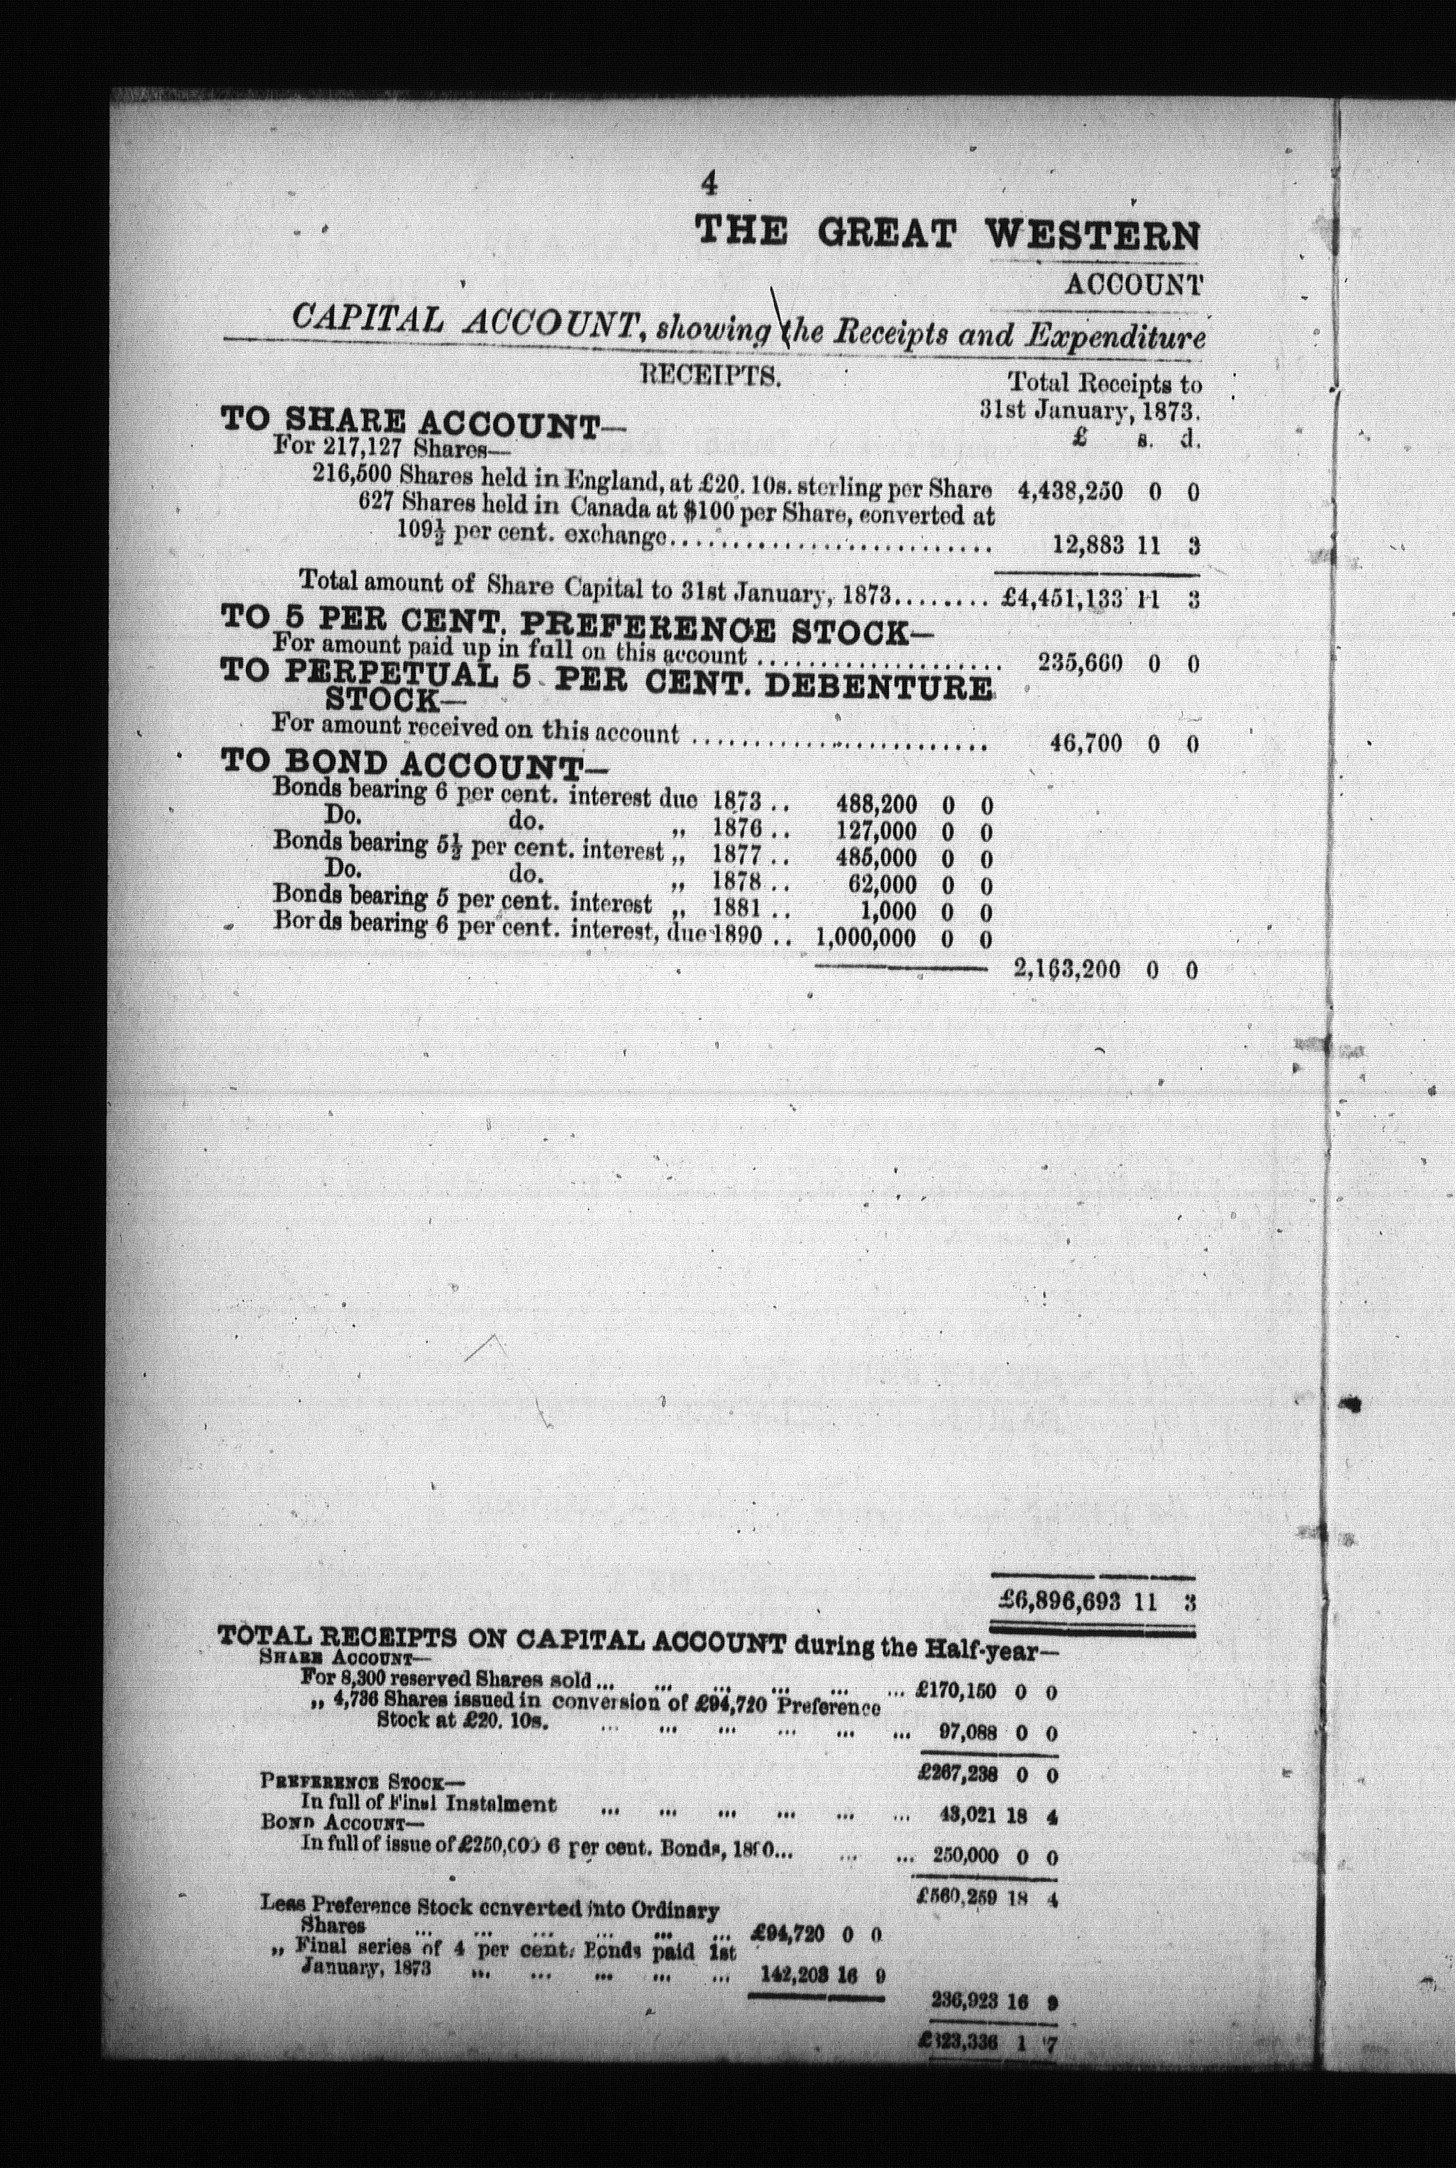 4
THE GREAT WESTERN
ACCOUNT
CAPITAL ACCOUNT, showing the Receipts and Expenditure
RECEIPTS.
Total Receipts to
31st January, 1873.
£ s. d.
TO SHARE ACCOUNT—
For 217,127 Shares—
216,500 Shares held in England, at £20. 10s. sterling per Share 4,438,250 0 0
627 Shares held in Canada at $100 per Share, converted at
109½ per cent. exchange........................... 12,883 11 3
Total amount of Share Capital to 31st January, 1873........ £4,451,133 11 3
TO 5 PER CENT. PREFERENCE STOCK—
For amount paid up in full on this account .................... 235,660 0 0
TO PERPETUAL 5 PER CENT. DEBENTURE
STOCK—
For amount received on this account ........................ 46,700 0 0
TO BOND ACCOUNT—
Bonds bearing 6 per cent. interest due 1873 .. 488,200 0 0
Do. do. „ 1876 .. 127,000 0 0
Bonds bearing 5½ per cent. interest „ 1877 .. 485,000 0 0
Do. do. „ 1878 .. 62,000 0 0
Bonds bearing 5 per cent. interest „ 1881 .. 1,000 0 0
Bonds bearing 6 per cent. interest, due 1890 .. 1,000,000 0 0
2,163,200 0 0
£6,896,693 11 3
TOTAL RECEIPTS ON CAPITAL ACCOUNT during the Half-year—
SHARE ACCOUNT—
For 8,300 reserved Shares sold ... ... ... ... ... ... £170,150 0 0
„ 4,736 Shares issued in conversion of £94,720 Preference
Stock at £20. 10s. ... ... ... ... ... ... 97,088 0 0
£267,238 0 0
PREFERENCE STOCK—
In full of Final Instalment ... ... ... ... ... ... 43,021 18 4
BOND ACCOUNT—
In full of issue of £250,000 6 per cent. Bonds, 1890... ... ... 250,000 0 0
£560,259 18 4
Less Preference Stock converted into Ordinary
Shares ... ... ... ... ... ... £94,720 0 0
„ Final series of 4 per cent. Bonds paid 1st
January, 1873 ... ... ... ... ... 142,203 16 9
236,923 16 9
£323,336 1 7